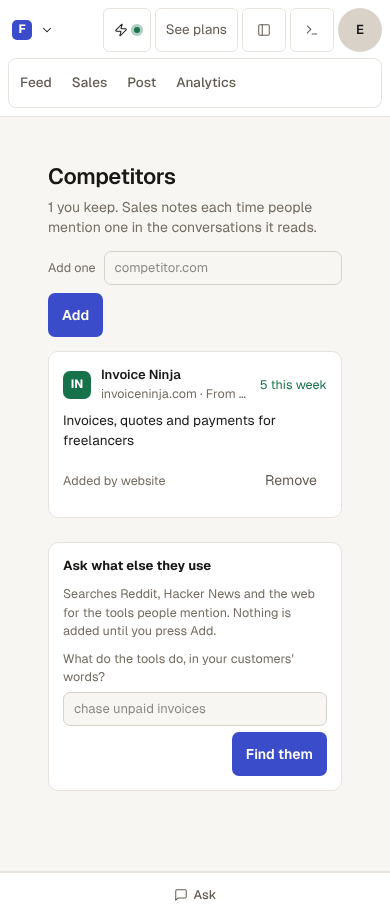 F
See plans
E
Feed Sales Post Analytics
Competitors
1 you keep. Sales notes each time people
mention one in the conversations it reads.
Add one
competitor.com
Add
IN
Invoice Ninja
invoiceninja.com · From ...
5 this week
Invoices, quotes and payments for
freelancers
Added by website
Remove
Ask what else they use
Searches Reddit, Hacker News and the web
for the tools people mention. Nothing is
added until you press Add.
What do the tools do, in your customers'
words?
chase unpaid invoices
Find them
Ask